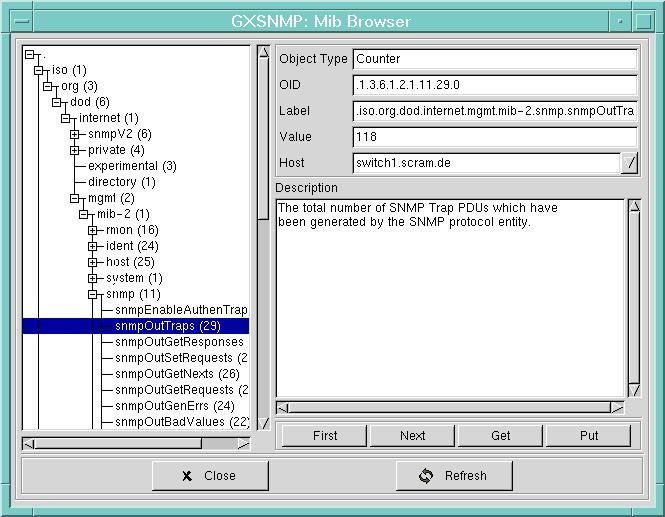 GXSNMP: Mib Browser
.
iso (1)
org (3)
dod (6)
internet (1)
snmpV2 (6)
private (4)
experimental (3)
directory (1)
mgmt (2)
mib-2 (1)
rmon (16)
ident (24)
host (25)
system (1)
snmp (11)
snmpEnableAuthenTrap
snmpOutTraps (29)
snmpOutGetResponses
snmpOutSetRequests (2
snmpOutGetNexts (26)
snmpOutGetRequests (2
snmpOutGenErrs (24)
snmpOutBadValues (22)
Object Type Counter
OID .1.3.6.1.2.1.11.29.0
Label .iso.org.dod.internet.mgmt.mib-2.snmp.snmpOutTra
Value 118
Host switch1.scram.de
Description
The total number of SNMP Trap PDUs which have
been generated by the SNMP protocol entity.
First Next Get Put
Close Refresh